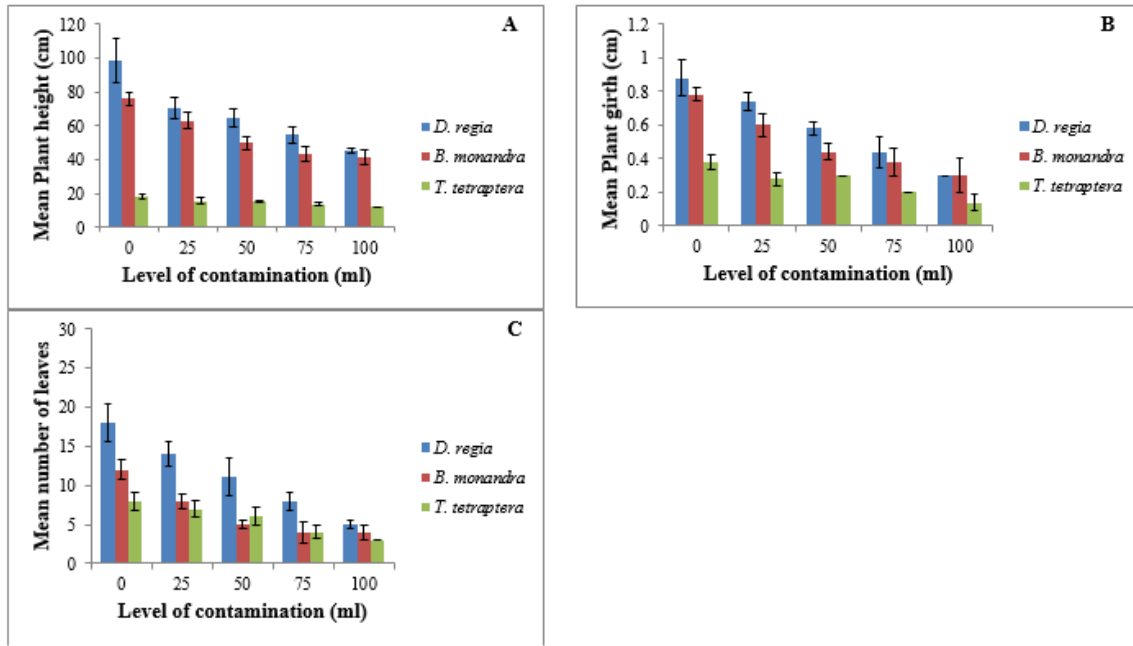 A
Mean Plant height (cm)
120
100
80
60
40
20
0
0 25 50 75 100
Level of contamination (ml)
D. regia
B. monandra
T. tetraptera
B
Mean Plant girth (cm)
1.2
1
0.8
0.6
0.4
0.2
0
0 25 50 75 100
Level of contamination (ml)
D. regia
B. monandra
T. tetraptera
C
Mean number of leaves
30
25
20
15
10
5
0
0 25 50 75 100
Level of contamination (ml)
D. regia
B. monandra
T. tetraptera